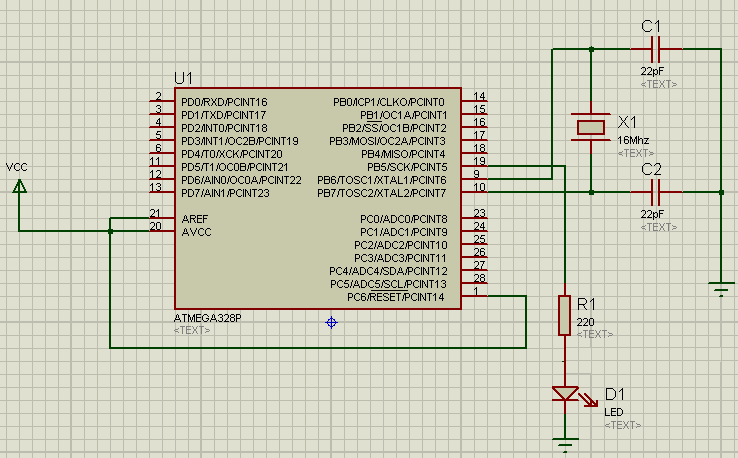 C1
22pF
<TEXT>
U1
2 PD0/RXD/PCINT16 PB0/ICP1/CLKO/PCINT0 14
3 PD1/TXD/PCINT17 PB1/OC1A/PCINT1 15
4 PD2/INT0/PCINT18 PB2/SS/OC1B/PCINT2 16
5 PD3/INT1/OC2B/PCINT19 PB3/MOSI/OC2A/PCINT3 17
6 PD4/T0/XCK/PCINT20 PB4/MISO/PCINT4 18
11 PD5/T1/OC0B/PCINT21 PB5/SCK/PCINT5 19
12 PD6/AIN0/OC0A/PCINT22 PB6/TOSC1/XTAL1/PCINT6 9
13 PD7/AIN1/PCINT23 PB7/TOSC2/XTAL2/PCINT7 10
X1
16Mhz
<TEXT>
VCC
C2
22pF
<TEXT>
21 AREF PC0/ADC0/PCINT8 23
20 AVCC PC1/ADC1/PCINT9 24
PC2/ADC2/PCINT10 25
PC3/ADC3/PCINT11 26
PC4/ADC4/SDA/PCINT12 27
PC5/ADC5/SCL/PCINT13 28
PC6/RESET/PCINT14 1
ATMEGA328P
<TEXT>
R1
220
<TEXT>
D1
LED
<TEXT>